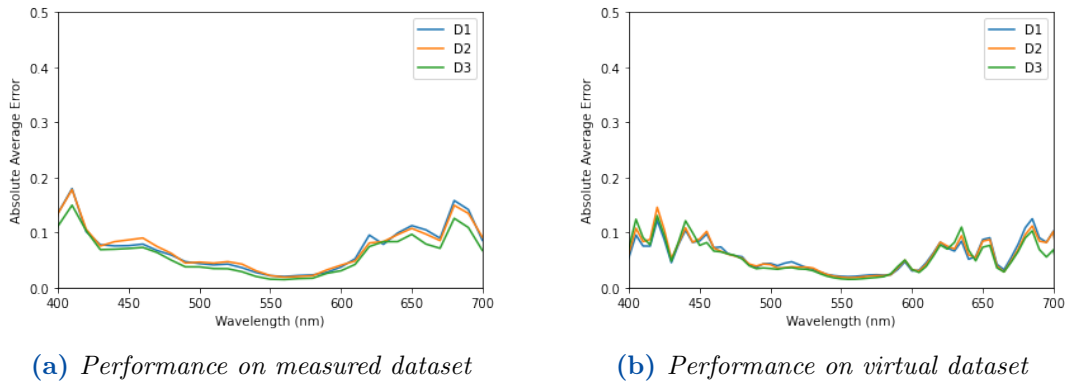 0.5
0.4
0.3
0.2
0.1
0.0
Absolute Average Error
400 450 500 550 600 650 700
Wavelength (nm)
D1
D2
D3
(a) Performance on measured dataset
0.5
0.4
0.3
0.2
0.1
0.0
Absolute Average Error
400 450 500 550 600 650 700
Wavelength (nm)
D1
D2
D3
(b) Performance on virtual dataset